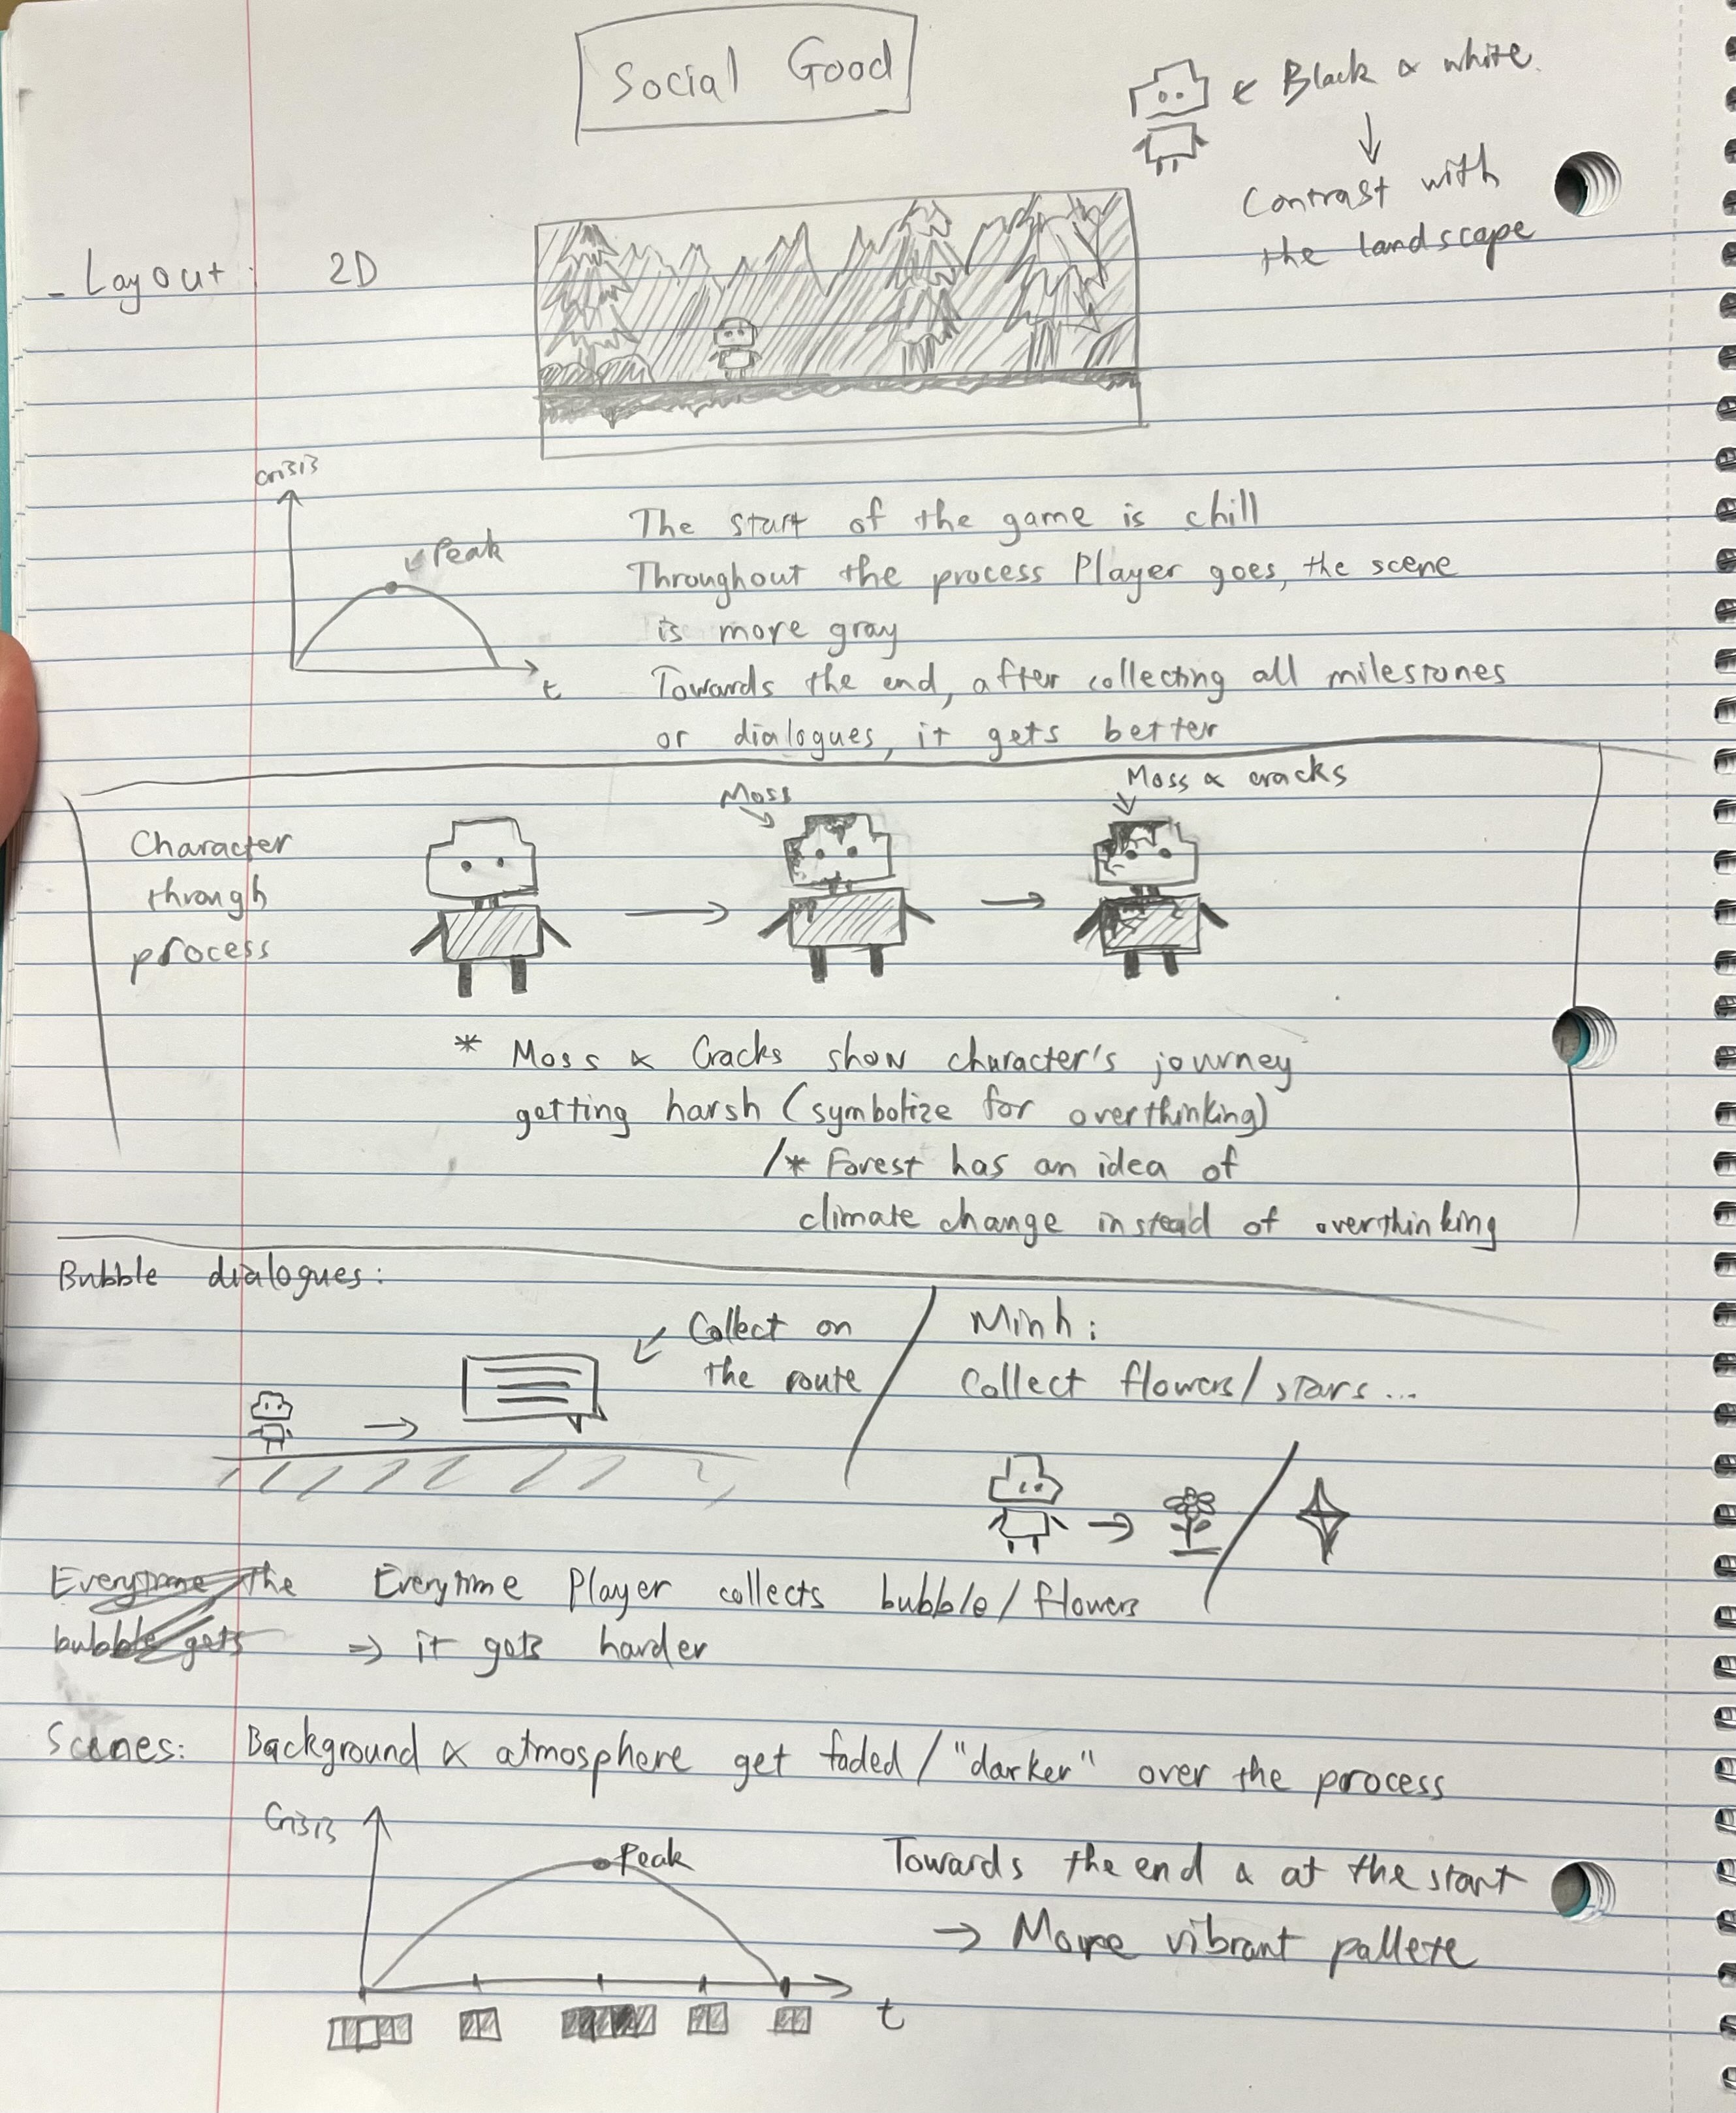 Social Good
← Black & white.
↓
Contrast with
the landscape
- Layout: 2D
crisis
Peak
t
The start of the game is chill
Throughout the process Player goes, the scene
is more gray
Towards the end, after collecting all milestones
or dialogues, it gets better
Character
through
process
Moss
Moss & cracks
* Moss & Cracks show character's journey
getting harsh (symbolize for overthinking)
/* Forest has an idea of
climate change instead of overthinking
Bubble dialogues:
Collect on
the route
Minh:
Collect flowers/stars...
Everytime the
bubble gets
Everytime Player collects bubble/flowers
⇒ it gets harder
Scenes: Background & atmosphere get faded/"darker" over the process
Crisis
Peak
t
Towards the end & at the start
→ More vibrant pallete